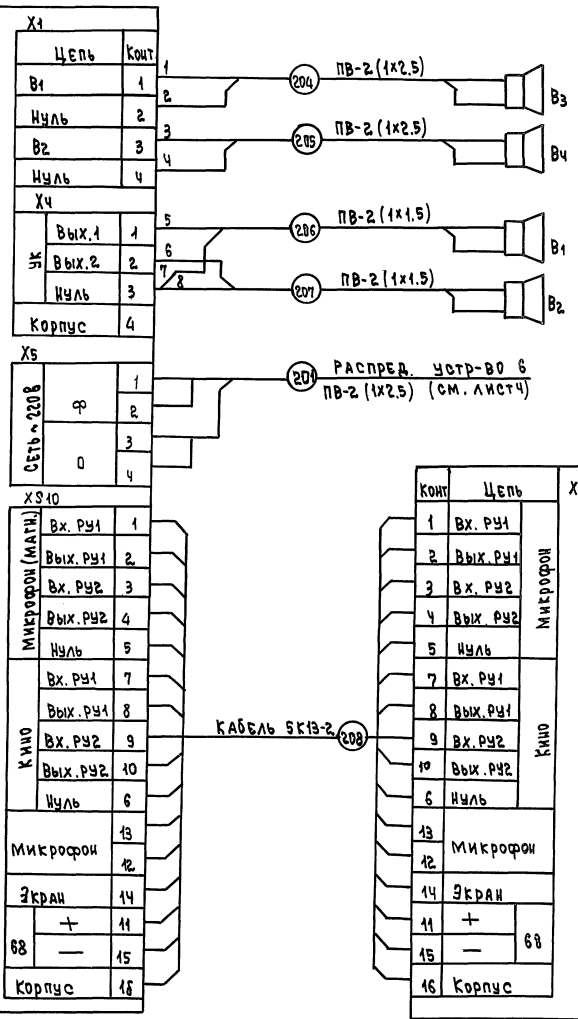 X1
Цепь Конт
В1 1
Нуль 2
В2 3
Нуль 4
X4
УК
Вых.1 1
Вых.2 2
Нуль 3
Корпус 4
1
2
204 ПВ-2 (1х2.5) В3
3
4
205 ПВ-2 (1х2.5) В4
5
206 ПВ-2 (1х1.5) В1
6
7
8
207 ПВ-2 (1х1.5) В2
X5
Сеть ~ 220 В
Ф 1
2
3
0 4
201 Распред. устр-во 6
ПВ-2 (1х2.5) (см. лист 4)
XS10
Микрофон (магн.)
Вх. РУ1 1
Вых. РУ1 2
Вх. РУ2 3
Вых. РУ2 4
Нуль 5
Кино
Вх. РУ1 7
Вых. РУ1 8
Вх. РУ2 9
Вых. РУ2 10
Нуль 6
Микрофон 13
12
Экран 14
6В + 11
— 15
Корпус 16
Кабель 5К13-2 208
Конт Цепь X
1 Вх. РУ1
2 Вых. РУ1
3 Вх. РУ2
4 Вых. РУ2
5 Нуль
Микрофон
7 Вх. РУ1
8 Вых. РУ1
9 Вх. РУ2
10 Вых. РУ2
6 Нуль
Кино
13
12 Микрофон
14 Экран
11 +
15 —
6В
16 Корпус